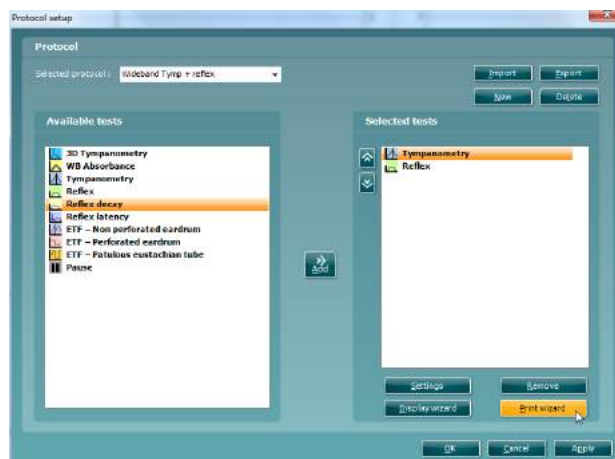 Protocol setup
Protocol
Selected protocol: Wideband Tymp + reflex
Import Export
New Delete
Available tests
3D Tympanometry
WB Absorbance
Tympanometry
Reflex
Reflex decay
Reflex latency
ETF – Non perforated eardrum
ETF – Perforated eardrum
ETF – Patulous eustachian tube
Pause
Add
Selected tests
Tympanometry
Reflex
Settings Remove
Display wizard Print wizard
OK Cancel Apply